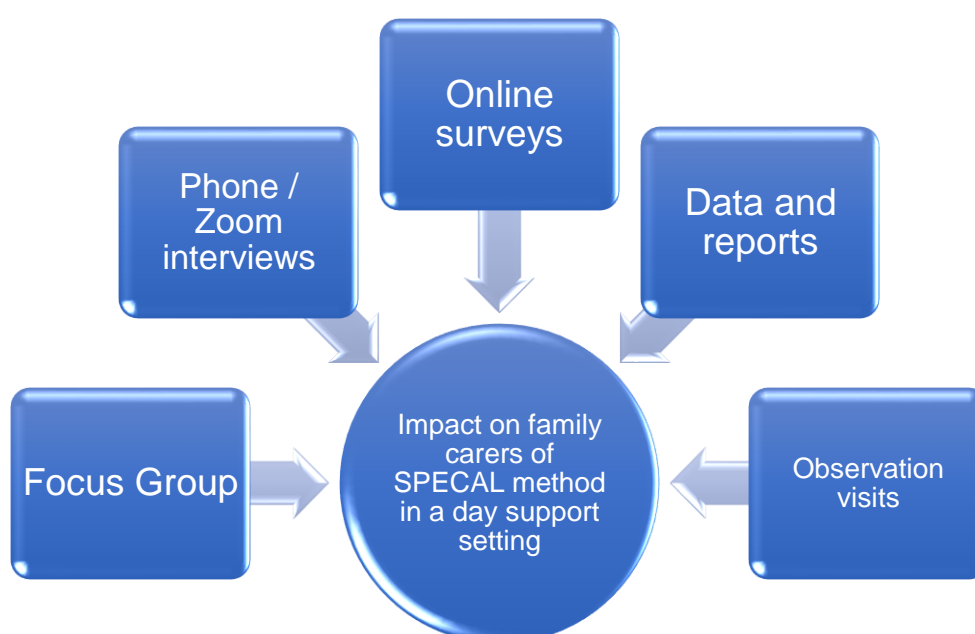 Online
surveys
Phone /
Zoom
interviews
Data and
reports
Focus Group
Impact on family
carers of
SPECAL method
in a day support
setting
Observation
visits